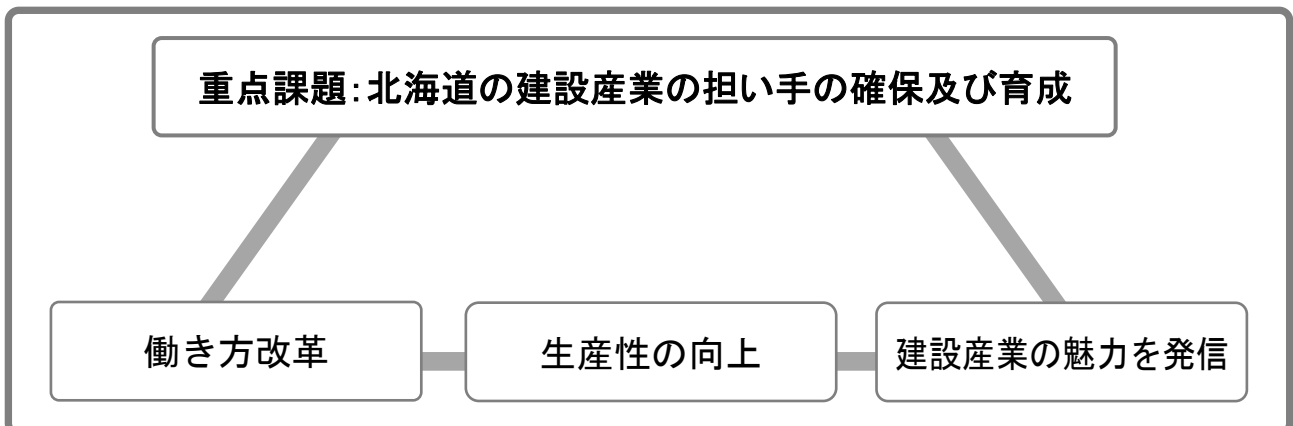 重点課題：北海道の建設産業の担い手の確保及び育成
働き方改革
生産性の向上
建設産業の魅力を発信